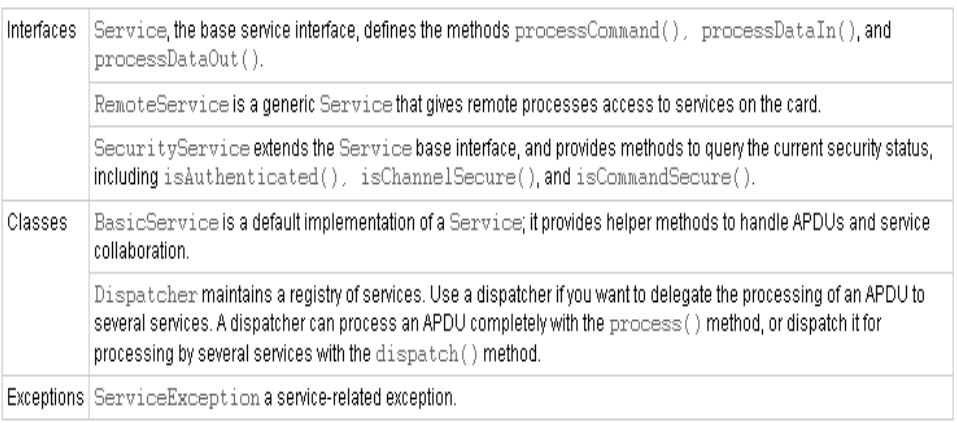 Interfaces Service, the base service interface, defines the methods processCommand(), processDataIn(), and
processDataOut().
RemoteService is a generic Service that gives remote processes access to services on the card.
SecurityService extends the Service base interface, and provides methods to query the current security status,
including isAuthenticated(), isChannelSecure(), and isCommandSecure().
Classes BasicService is a default implementation of a Service; it provides helper methods to handle APDUs and service
collaboration.
Dispatcher maintains a registry of services. Use a dispatcher if you want to delegate the processing of an APDU to
several services. A dispatcher can process an APDU completely with the process() method, or dispatch it for
processing by several services with the dispatch() method.
Exceptions ServiceException a service-related exception.